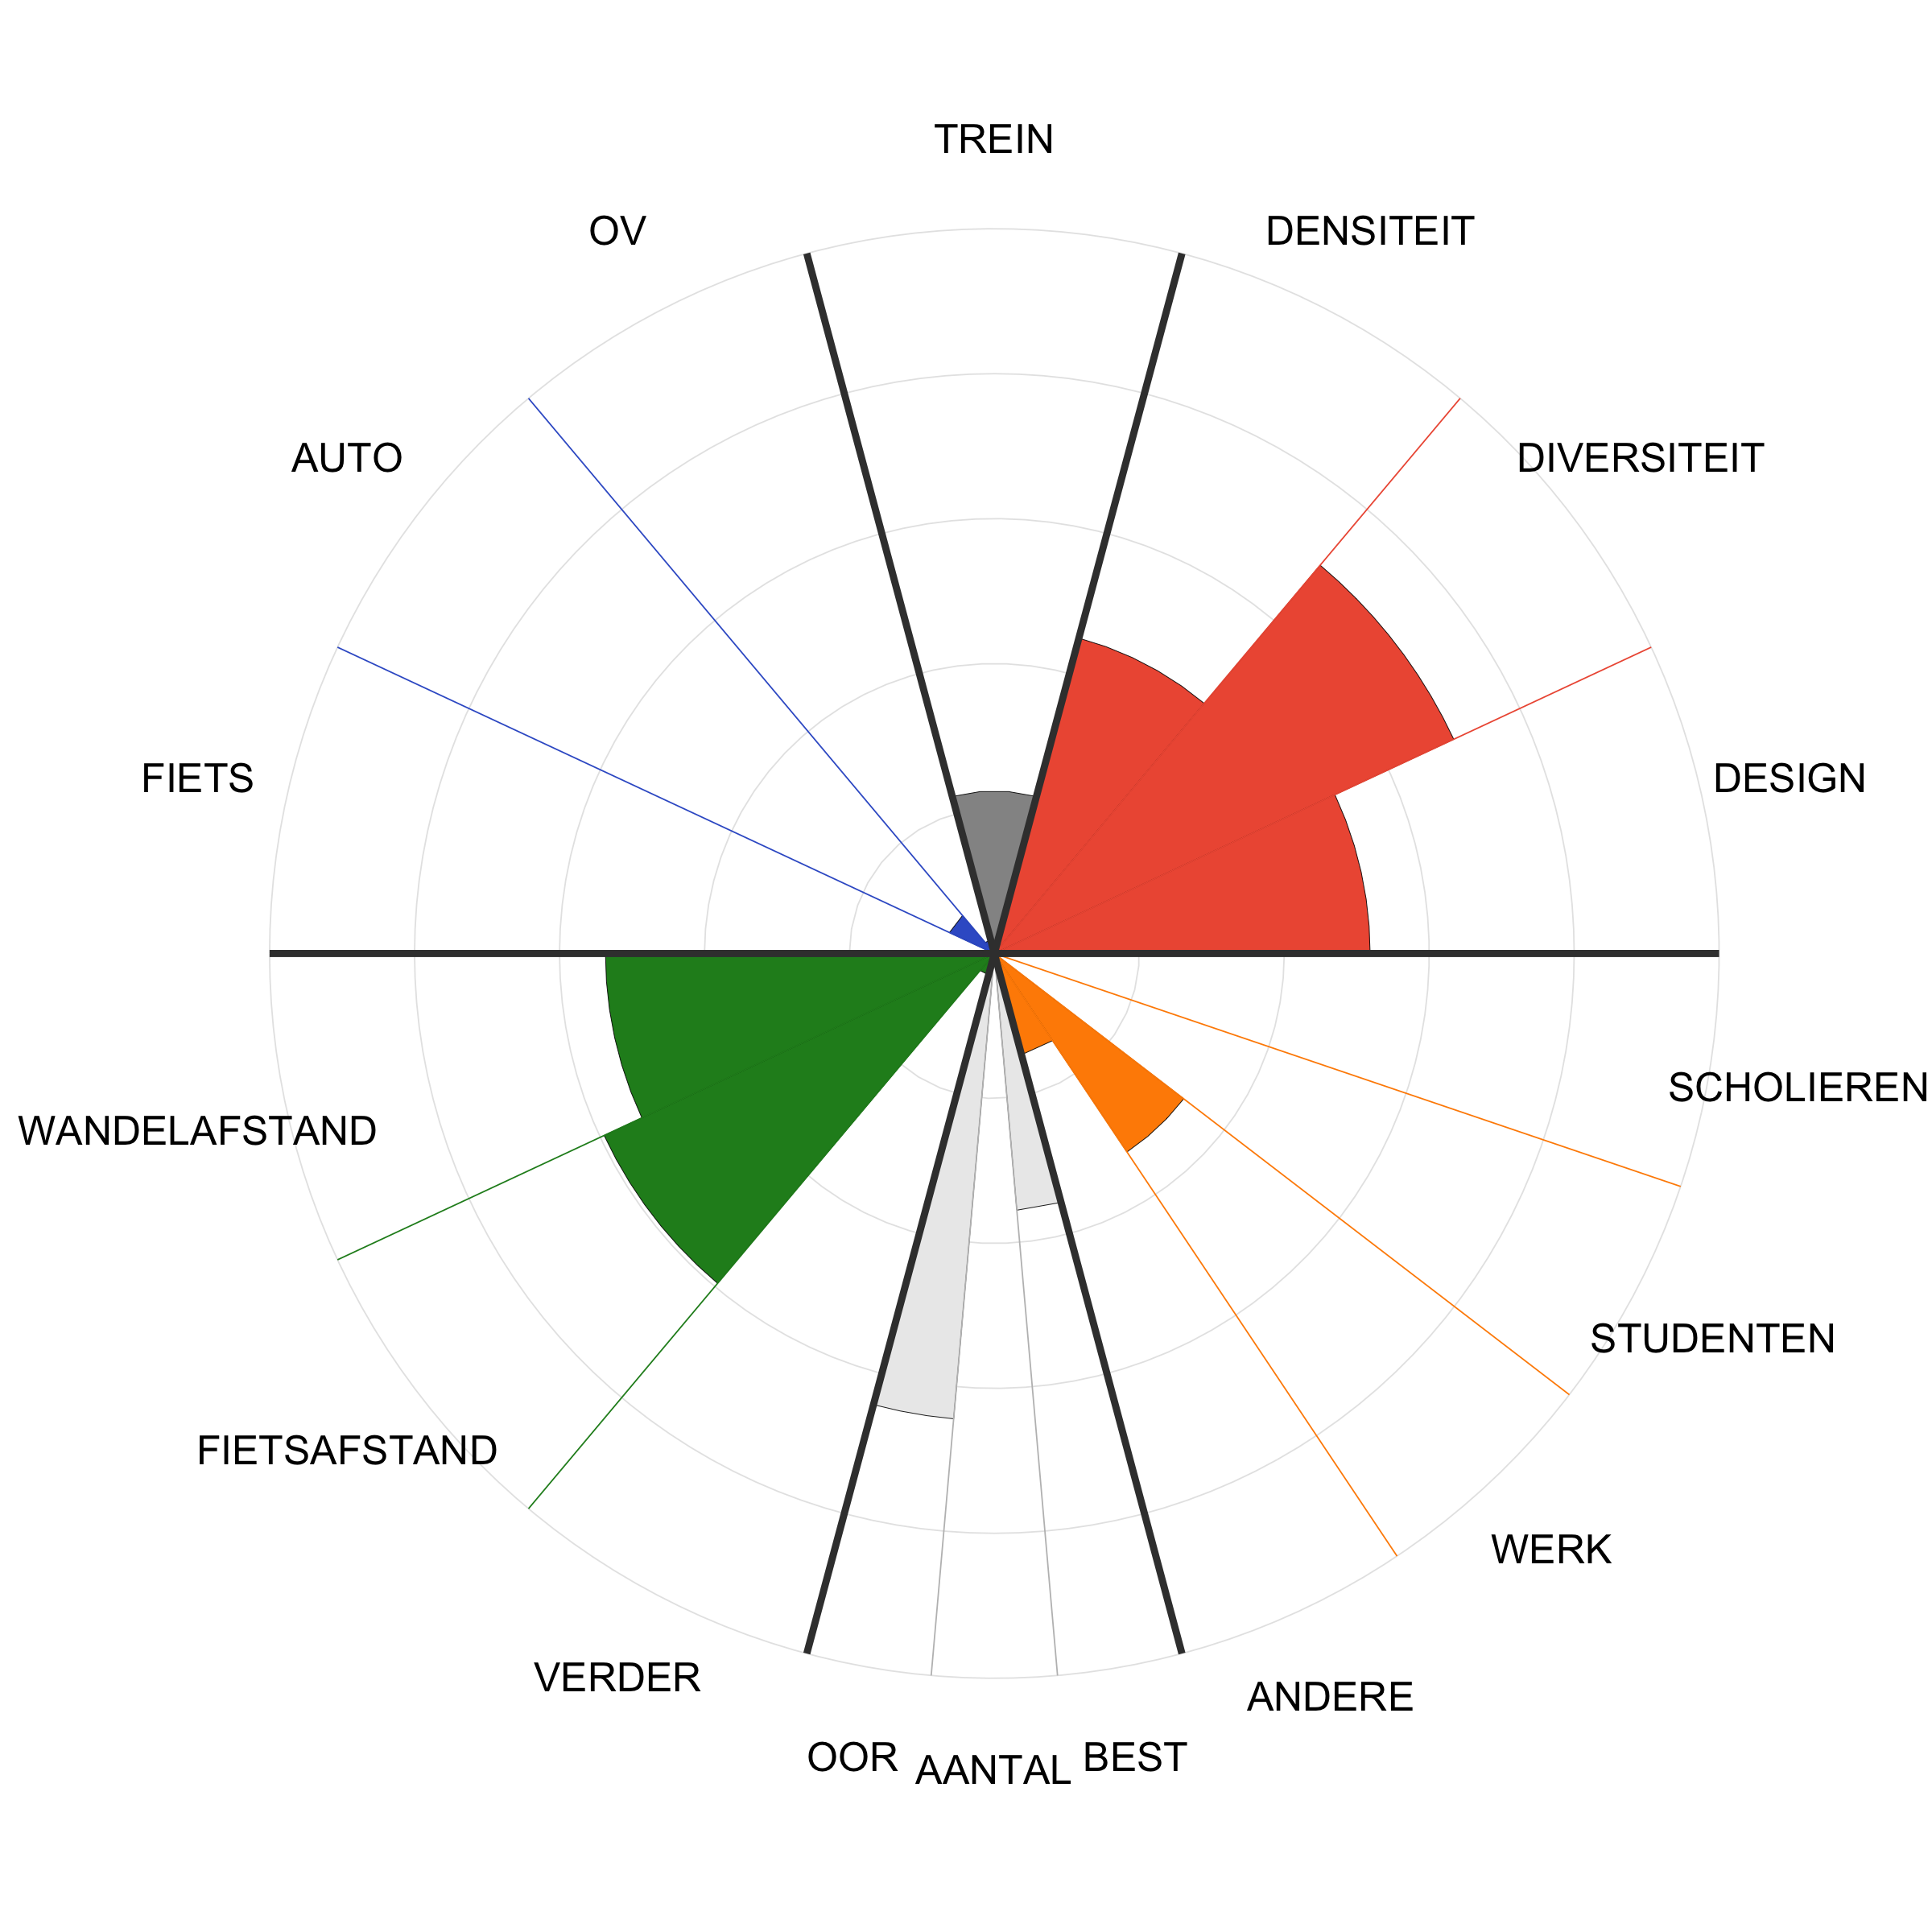 TREIN
OV
DENSITEIT
AUTO
DIVERSITEIT
FIETS
DESIGN
SCHOLIEREN
WANDELAFSTAND
STUDENTEN
FIETSAFSTAND
WERK
VERDER
ANDERE
OOR
AANTAL
BEST